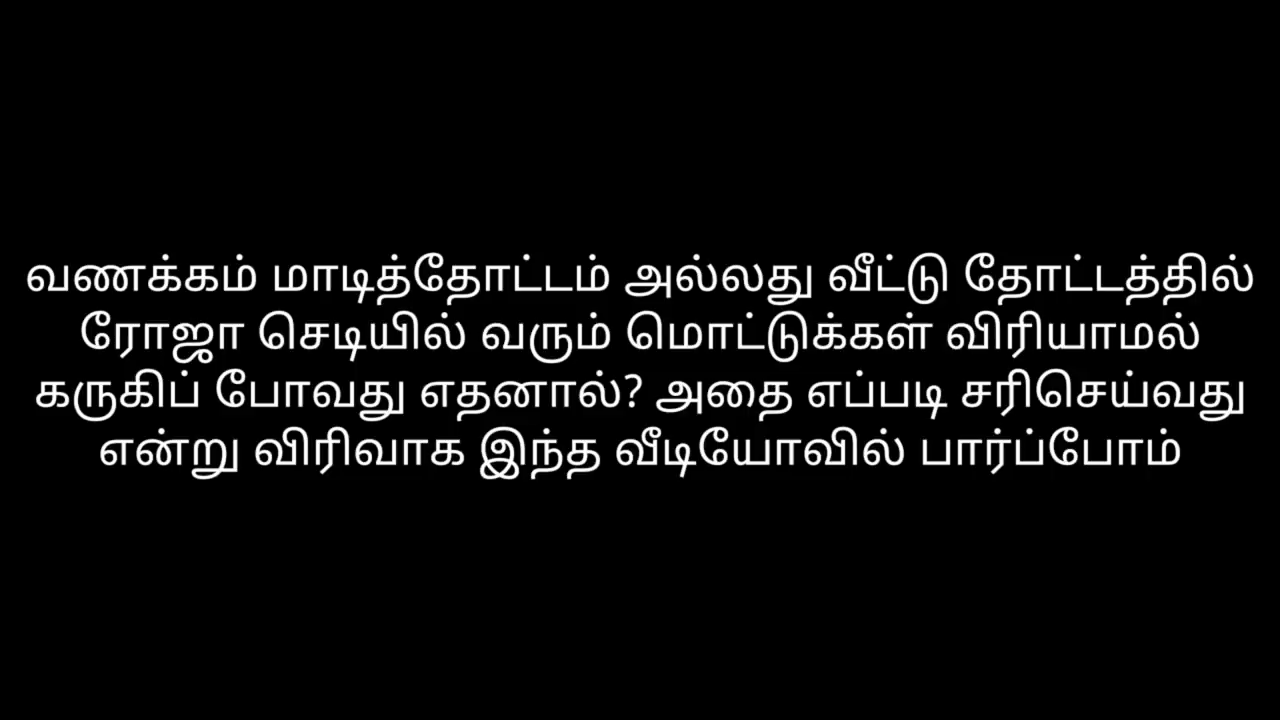 வணக்கம் மாடித்தோட்டம் அல்லது வீட்டு தோட்டத்தில்
ரோஜா செடியில் வரும் மொட்டுக்கள் விரியாமல்
கருகிப் போவது எதனால்? அதை எப்படி சரிசெய்வது
என்று விரிவாக இந்த வீடியோவில் பார்ப்போம்